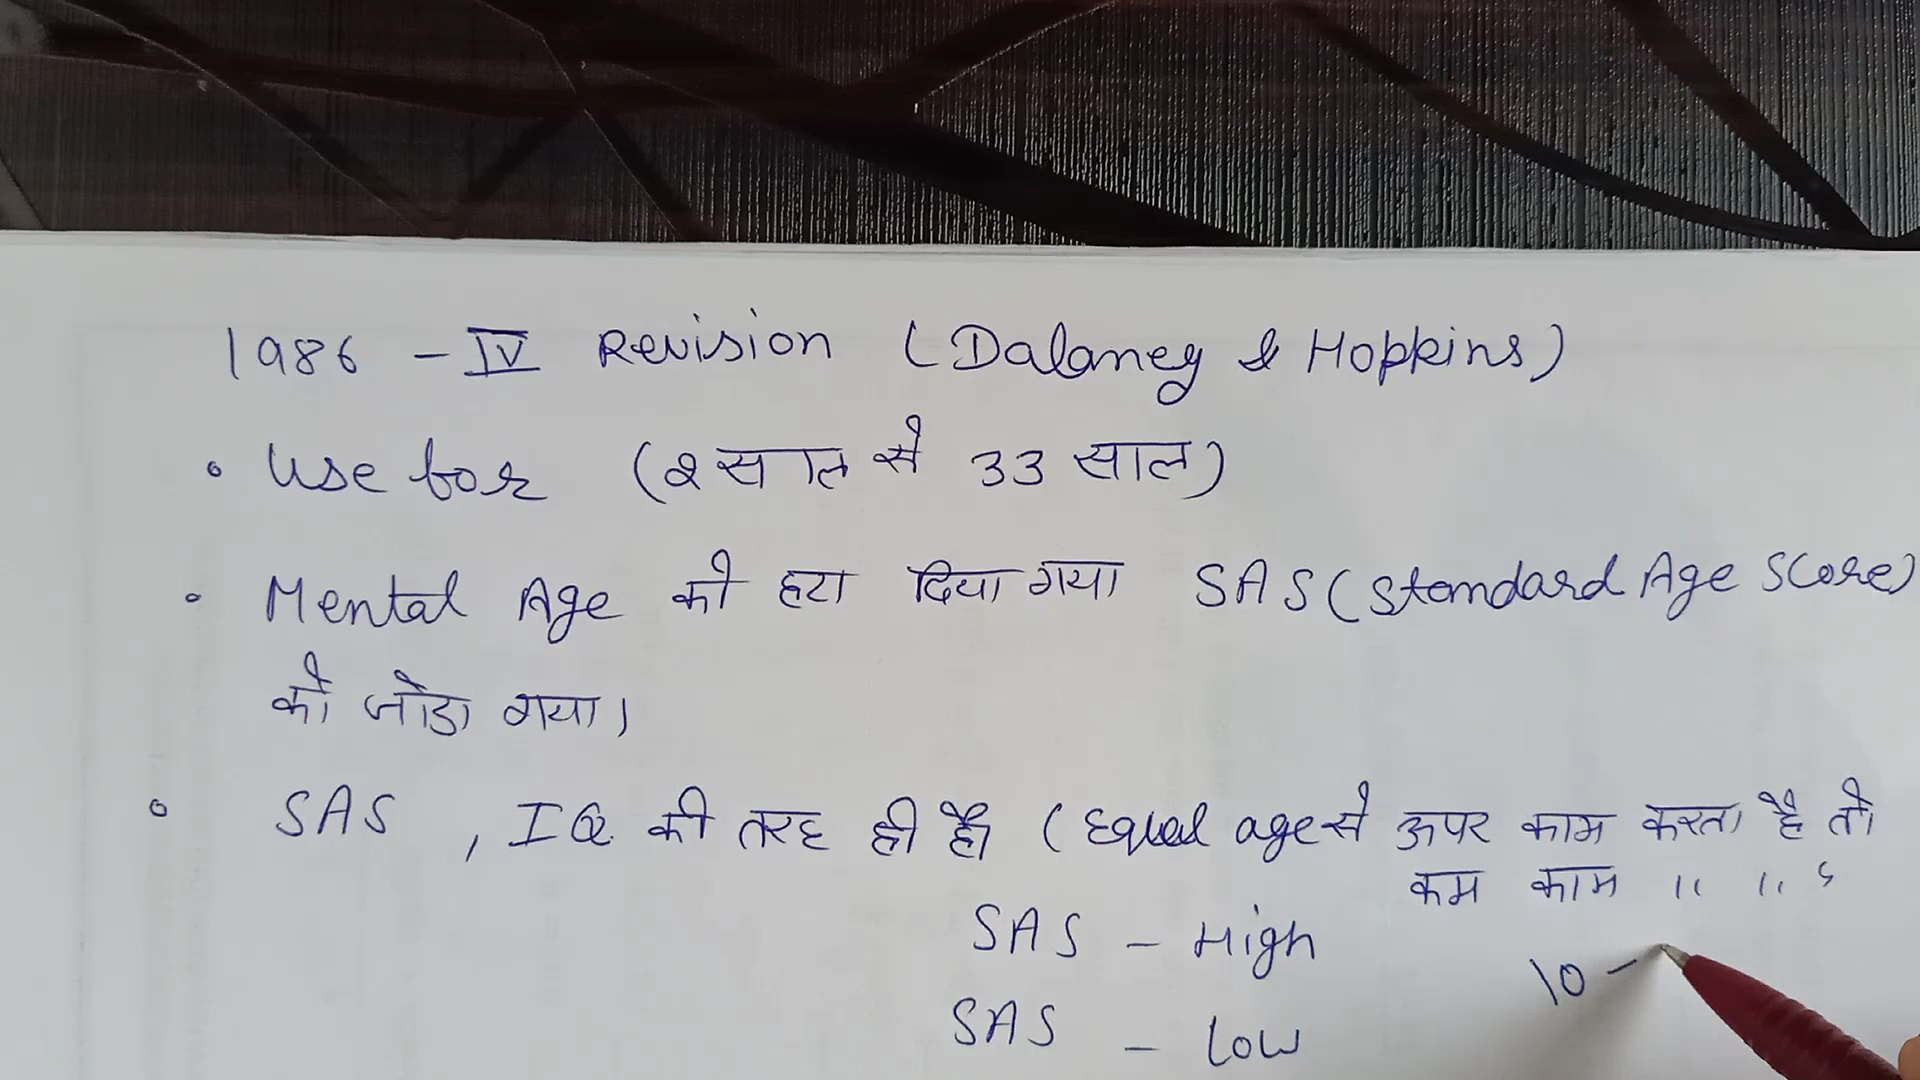 1986 - IV Revision (Dalaney & Hopkins)
• Use for (२ साल से 33 साल)
• Mental Age को हटा दिया गया SAS (Standard Age Score)
को जोडा गया।
• SAS , IQ की तरह ही है। (Equal age से ऊपर काम करता है तो
कम काम " "
SAS - High
10 -
SAS - Low